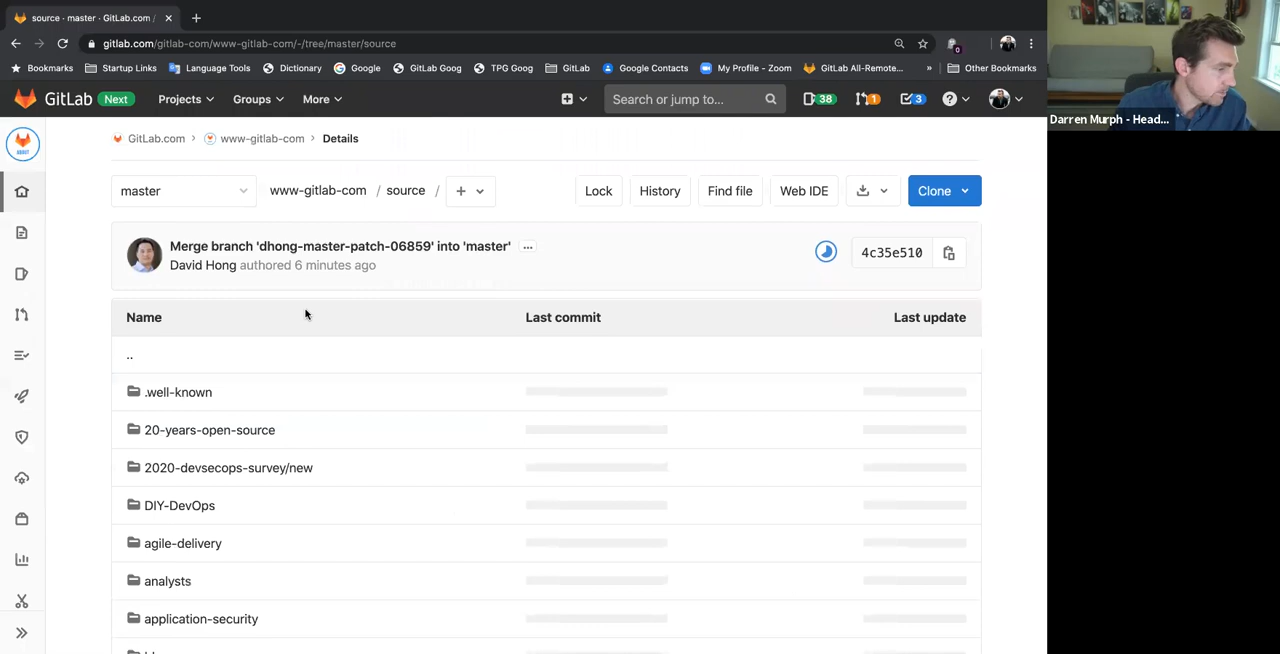 source · master · GitLab.com /
gitlab.com/gitlab-com/www-gitlab-com/-/tree/master/source
0
Bookmarks Startup Links Language Tools Dictionary Google GitLab Goog TPG Goog GitLab Google Contacts My Profile - Zoom GitLab All-Remote... » Other Bookmarks
GitLab Next Projects Groups More Search or jump to... 38 1 3
Darren Murph - Head...
ABOUT
GitLab.com > www-gitlab-com > Details
master www-gitlab-com / source / + Lock History Find file Web IDE Clone
Merge branch 'dhong-master-patch-06859' into 'master' ...
David Hong authored 6 minutes ago
4c35e510
Name Last commit Last update
..
.well-known
20-years-open-source
2020-devsecops-survey/new
DIY-DevOps
agile-delivery
analysts
application-security